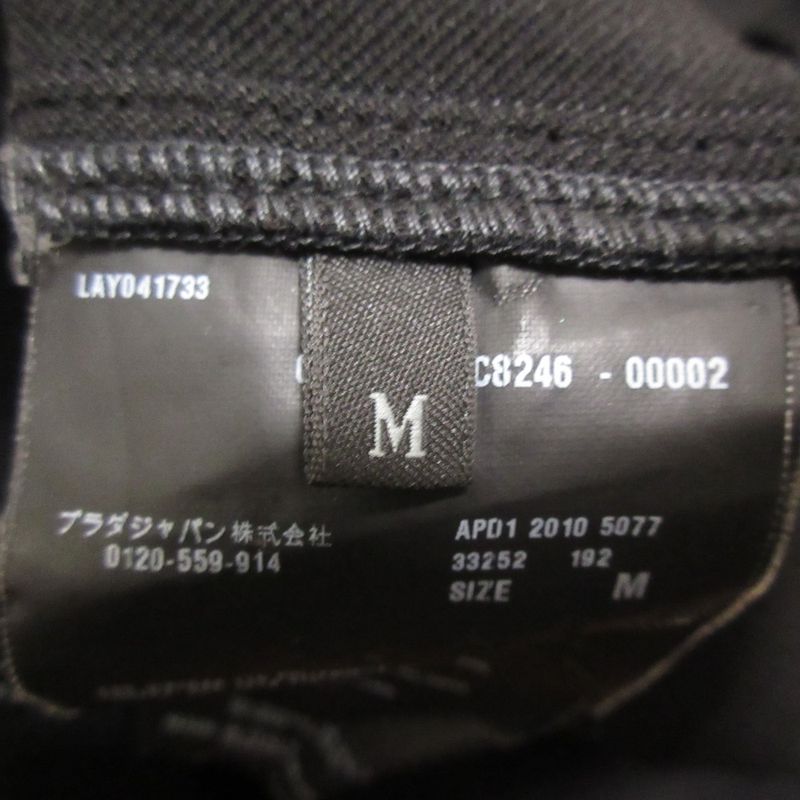 LAY041733
C8246 - 00002
M
プラダジャパン株式会社
0120-559-914
APD1 2010 5077
33252 192
SIZE M